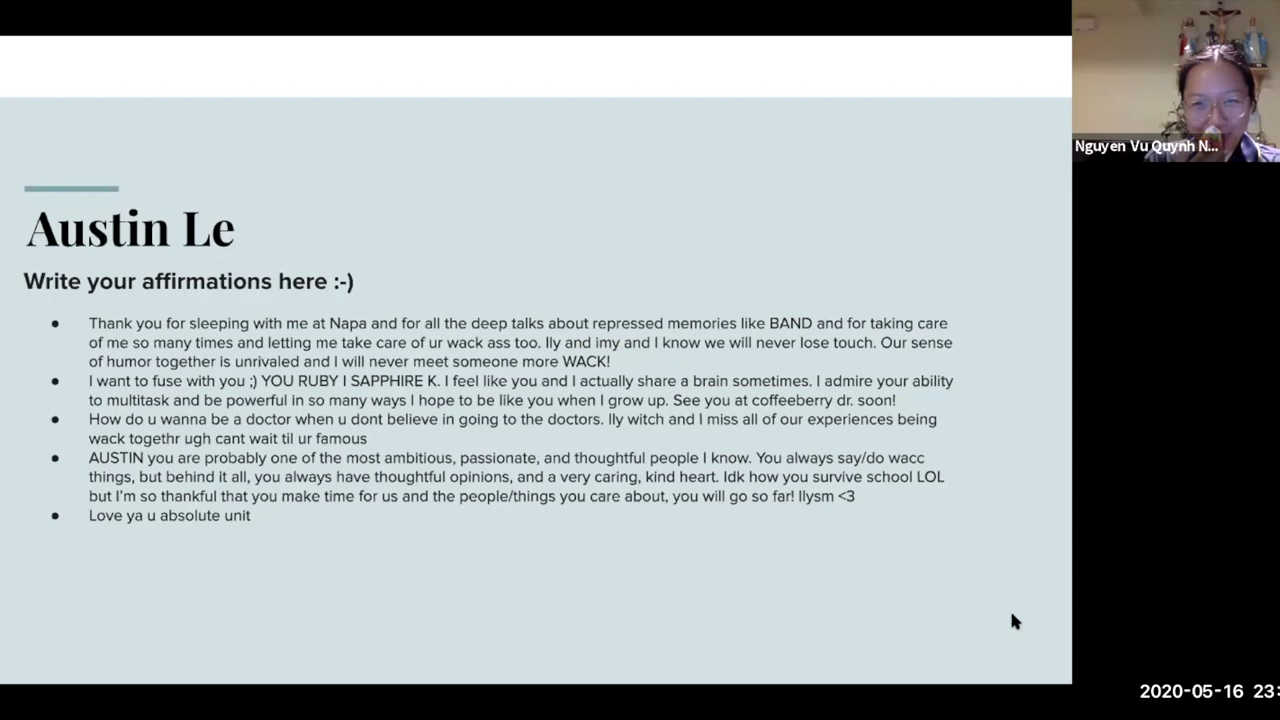 Austin Le
Write your affirmations here :-)
● Thank you for sleeping with me at Napa and for all the deep talks about repressed memories like BAND and for taking care
of me so many times and letting me take care of ur wack ass too. Ily and imy and I know we will never lose touch. Our sense
of humor together is unrivaled and I will never meet someone more WACK!
● I want to fuse with you ;) YOU RUBY I SAPPHIRE K. I feel like you and I actually share a brain sometimes. I admire your ability
to multitask and be powerful in so many ways I hope to be like you when I grow up. See you at coffeeberry dr. soon!
● How do u wanna be a doctor when u dont believe in going to the doctors. Ily witch and I miss all of our experiences being
wack togethr ugh cant wait til ur famous
● AUSTIN you are probably one of the most ambitious, passionate, and thoughtful people I know. You always say/do wacc
things, but behind it all, you always have thoughtful opinions, and a very caring, kind heart. Idk how you survive school LOL
but I'm so thankful that you make time for us and the people/things you care about, you will go so far! Ilysm <3
● Love ya u absolute unit
Nguyen Vu Quynh N...
2020-05-16 23: